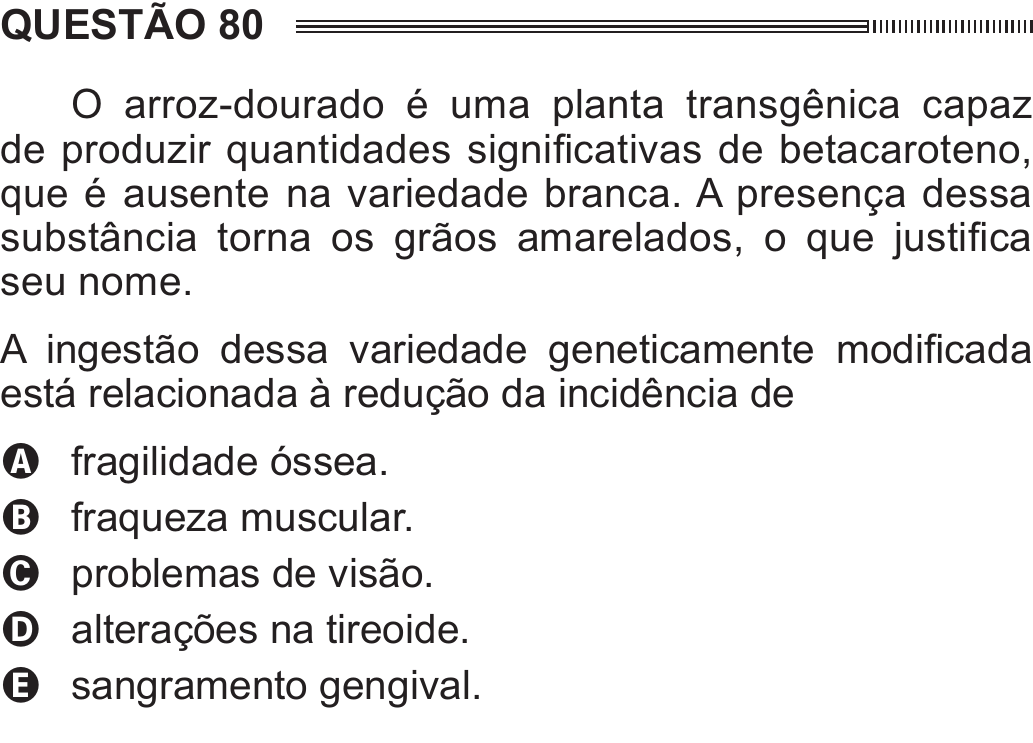 QUESTÃO 80
O arroz-dourado é uma planta transgênica capaz
de produzir quantidades significativas de betacaroteno,
que é ausente na variedade branca. A presença dessa
substância torna os grãos amarelados, o que justifica
seu nome.
A ingestão dessa variedade geneticamente modificada
está relacionada à redução da incidência de
A fragilidade óssea.
B fraqueza muscular.
C problemas de visão.
D alterações na tireoide.
E sangramento gengival.